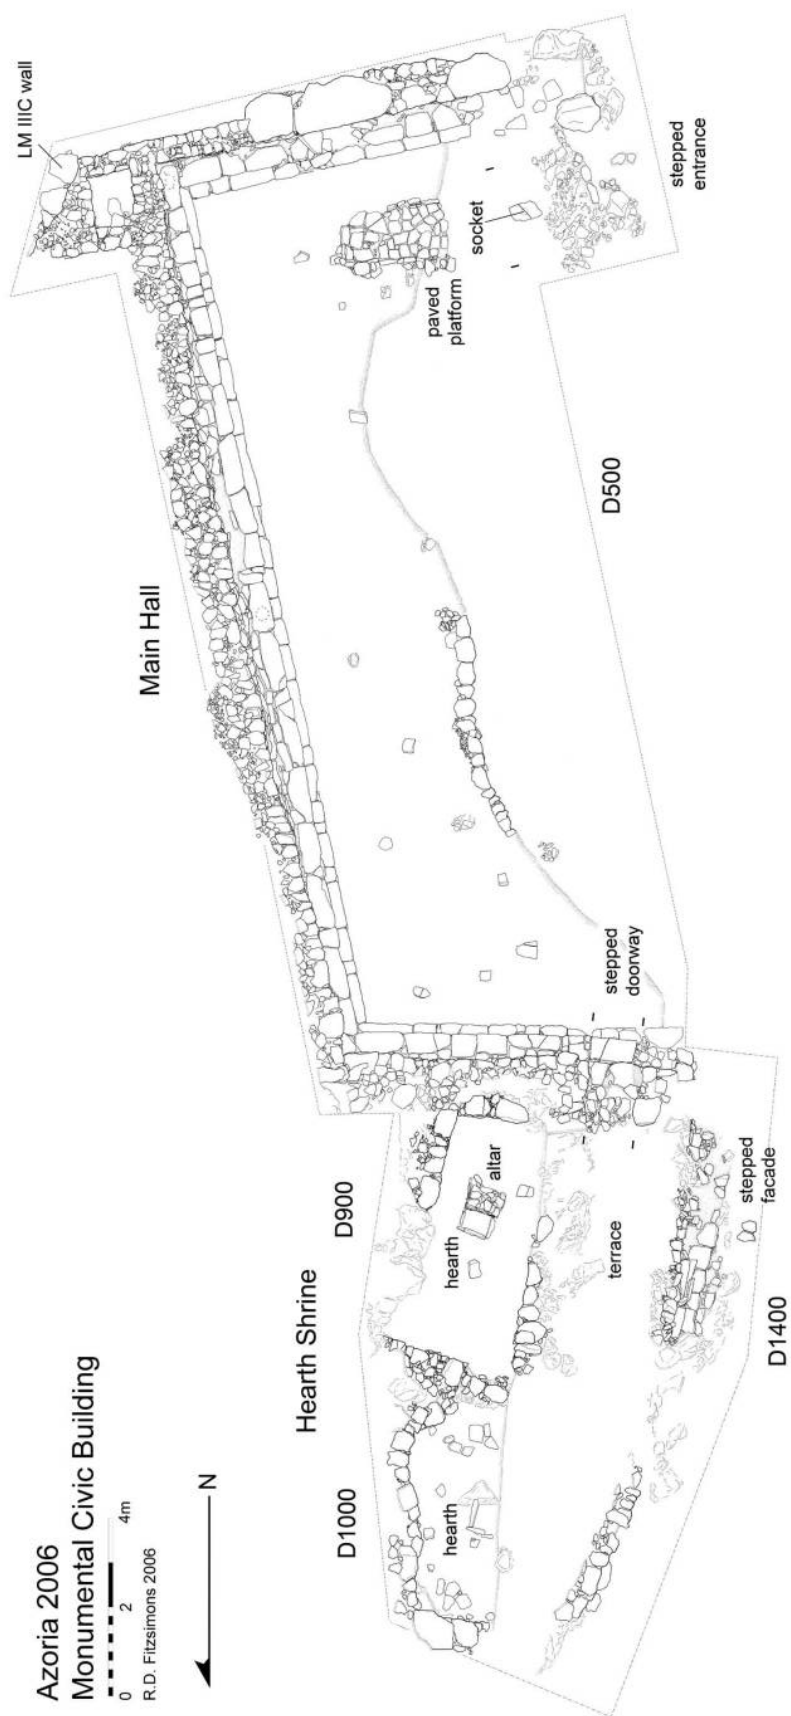 Azoria 2006
Monumental Civic Building
0 2 4m
R.D. Fitzsimons 2006
N
Hearth Shrine
Main Hall
D1000
D900
LM IIIC wall
hearth
hearth
altar
terrace
stepped
facade
D1400
stepped
doorway
D500
paved
platform
socket
stepped
entrance